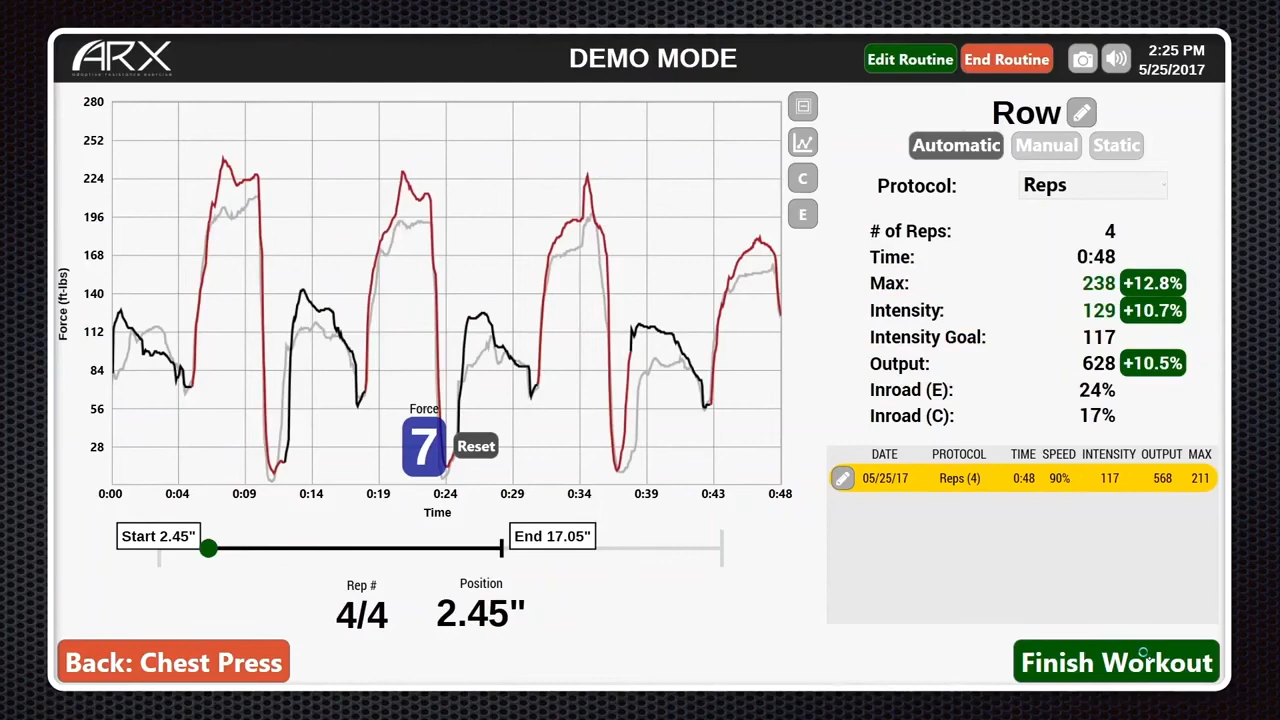 ARX
adaptive resistance exercise
DEMO MODE
Edit Routine
End Routine
2:25 PM
5/25/2017
280
252
224
196
168
140
112
84
56
28
Force (ft-lbs)
0:00 0:04 0:09 0:14 0:19 0:24 0:29 0:34 0:39 0:43 0:48
Time
Force
7
Reset
C
E
Start 2.45"
End 17.05"
Rep #
4/4
Position
2.45"
Back: Chest Press
Row
Automatic Manual Static
Protocol: Reps
# of Reps: 4
Time: 0:48
Max: 238 +12.8%
Intensity: 129 +10.7%
Intensity Goal: 117
Output: 628 +10.5%
Inroad (E): 24%
Inroad (C): 17%
DATE PROTOCOL TIME SPEED INTENSITY OUTPUT MAX
05/25/17 Reps (4) 0:48 90% 117 568 211
Finish Workout